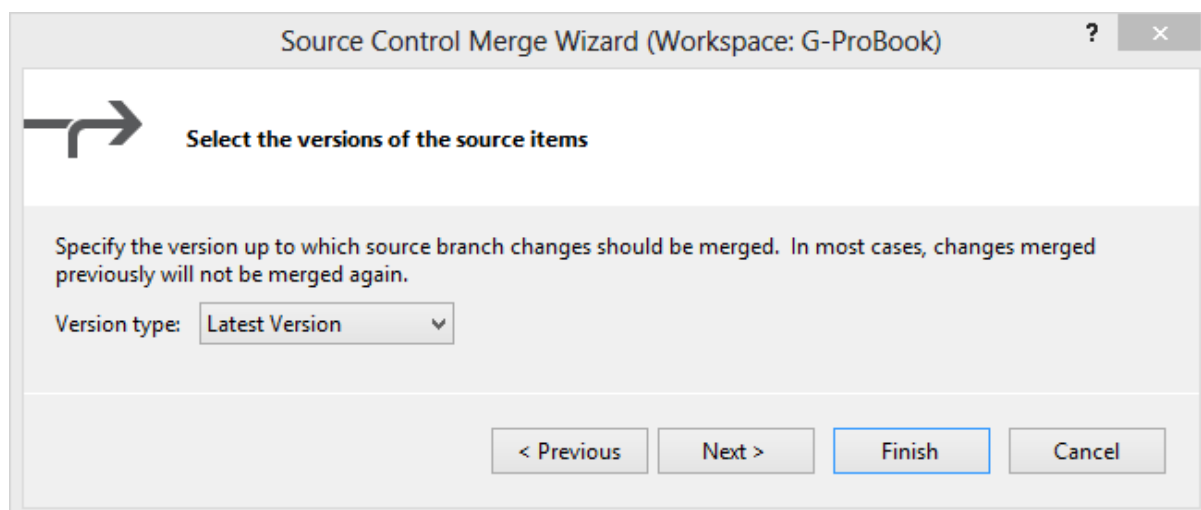 Source Control Merge Wizard (Workspace: G-ProBook)
?
Select the versions of the source items
Specify the version up to which source branch changes should be merged.  In most cases, changes merged
previously will not be merged again.
Version type: Latest Version
< Previous Next > Finish Cancel